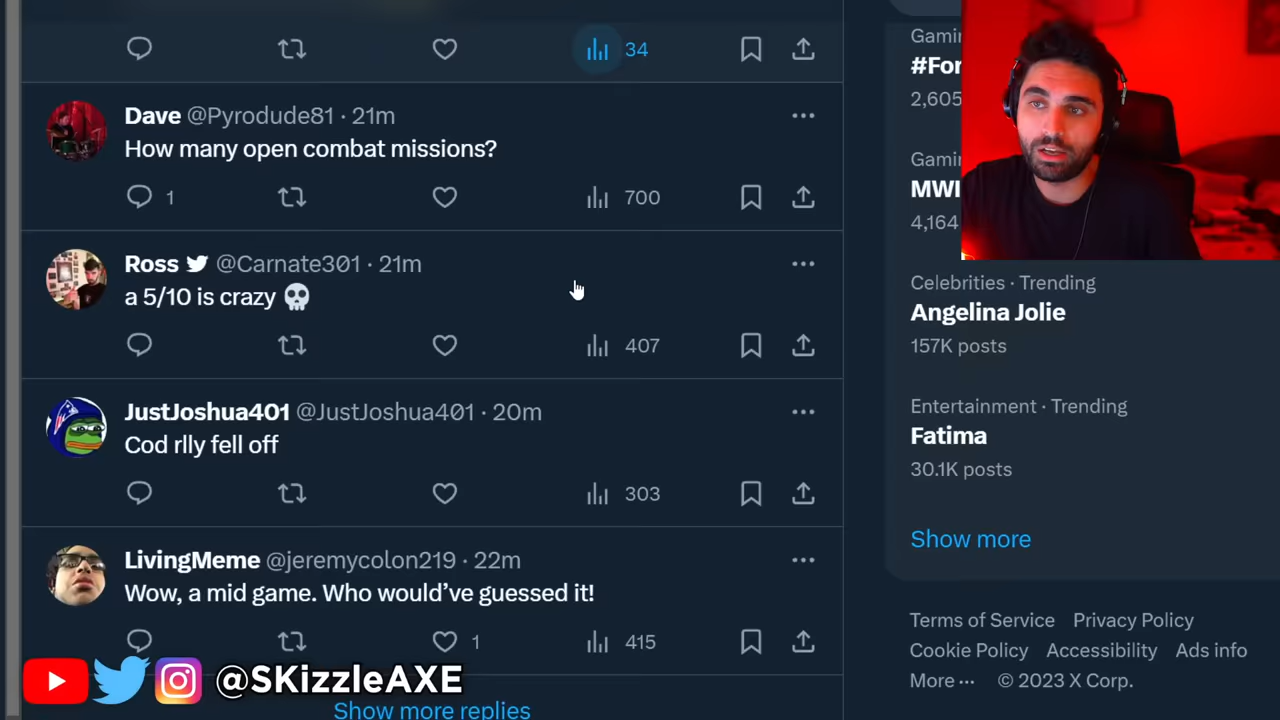 34
Dave @Pyrodude81 · 21m
How many open combat missions?
1 700
Ross @Carnate301 · 21m
a 5/10 is crazy 💀
407
JustJoshua401 @JustJoshua401 · 20m
Cod rlly fell off
303
LivingMeme @jeremycolon219 · 22m
Wow, a mid game. Who would've guessed it!
1 415
Show more replies
@SKizzleAXE
#For
2,605
4,164
Celebrities · Trending
Angelina Jolie
157K posts
Entertainment · Trending
Fatima
30.1K posts
Show more
Terms of Service Privacy Policy
Cookie Policy Accessibility Ads info
More ··· © 2023 X Corp.